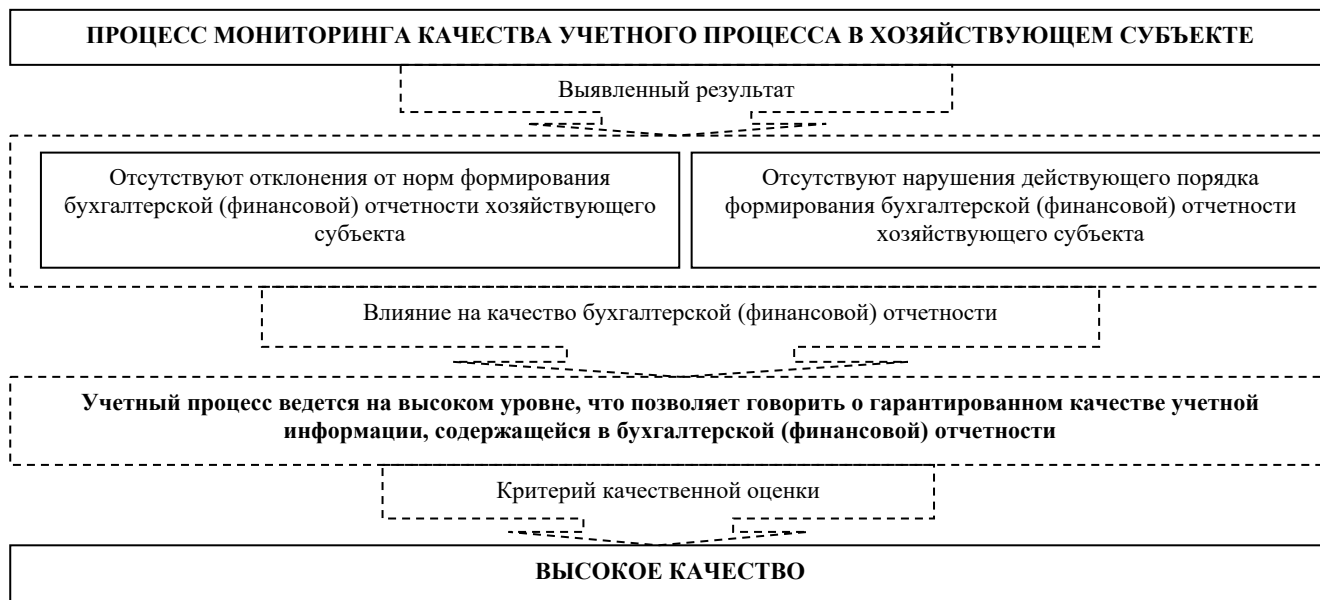 ПРОЦЕСС МОНИТОРИНГА КАЧЕСТВА УЧЕТНОГО ПРОЦЕССА В ХОЗЯЙСТВУЮЩЕМ СУБЪЕКТЕ
Выявленный результат
Отсутствуют отклонения от норм формирования
бухгалтерской (финансовой) отчетности хозяйствующего
субъекта
Отсутствуют нарушения действующего порядка
формирования бухгалтерской (финансовой) отчетности
хозяйствующего субъекта
Влияние на качество бухгалтерской (финансовой) отчетности
Учетный процесс ведется на высоком уровне, что позволяет говорить о гарантированном качестве учетной
информации, содержащейся в бухгалтерской (финансовой) отчетности
Критерий качественной оценки
ВЫСОКОЕ КАЧЕСТВО